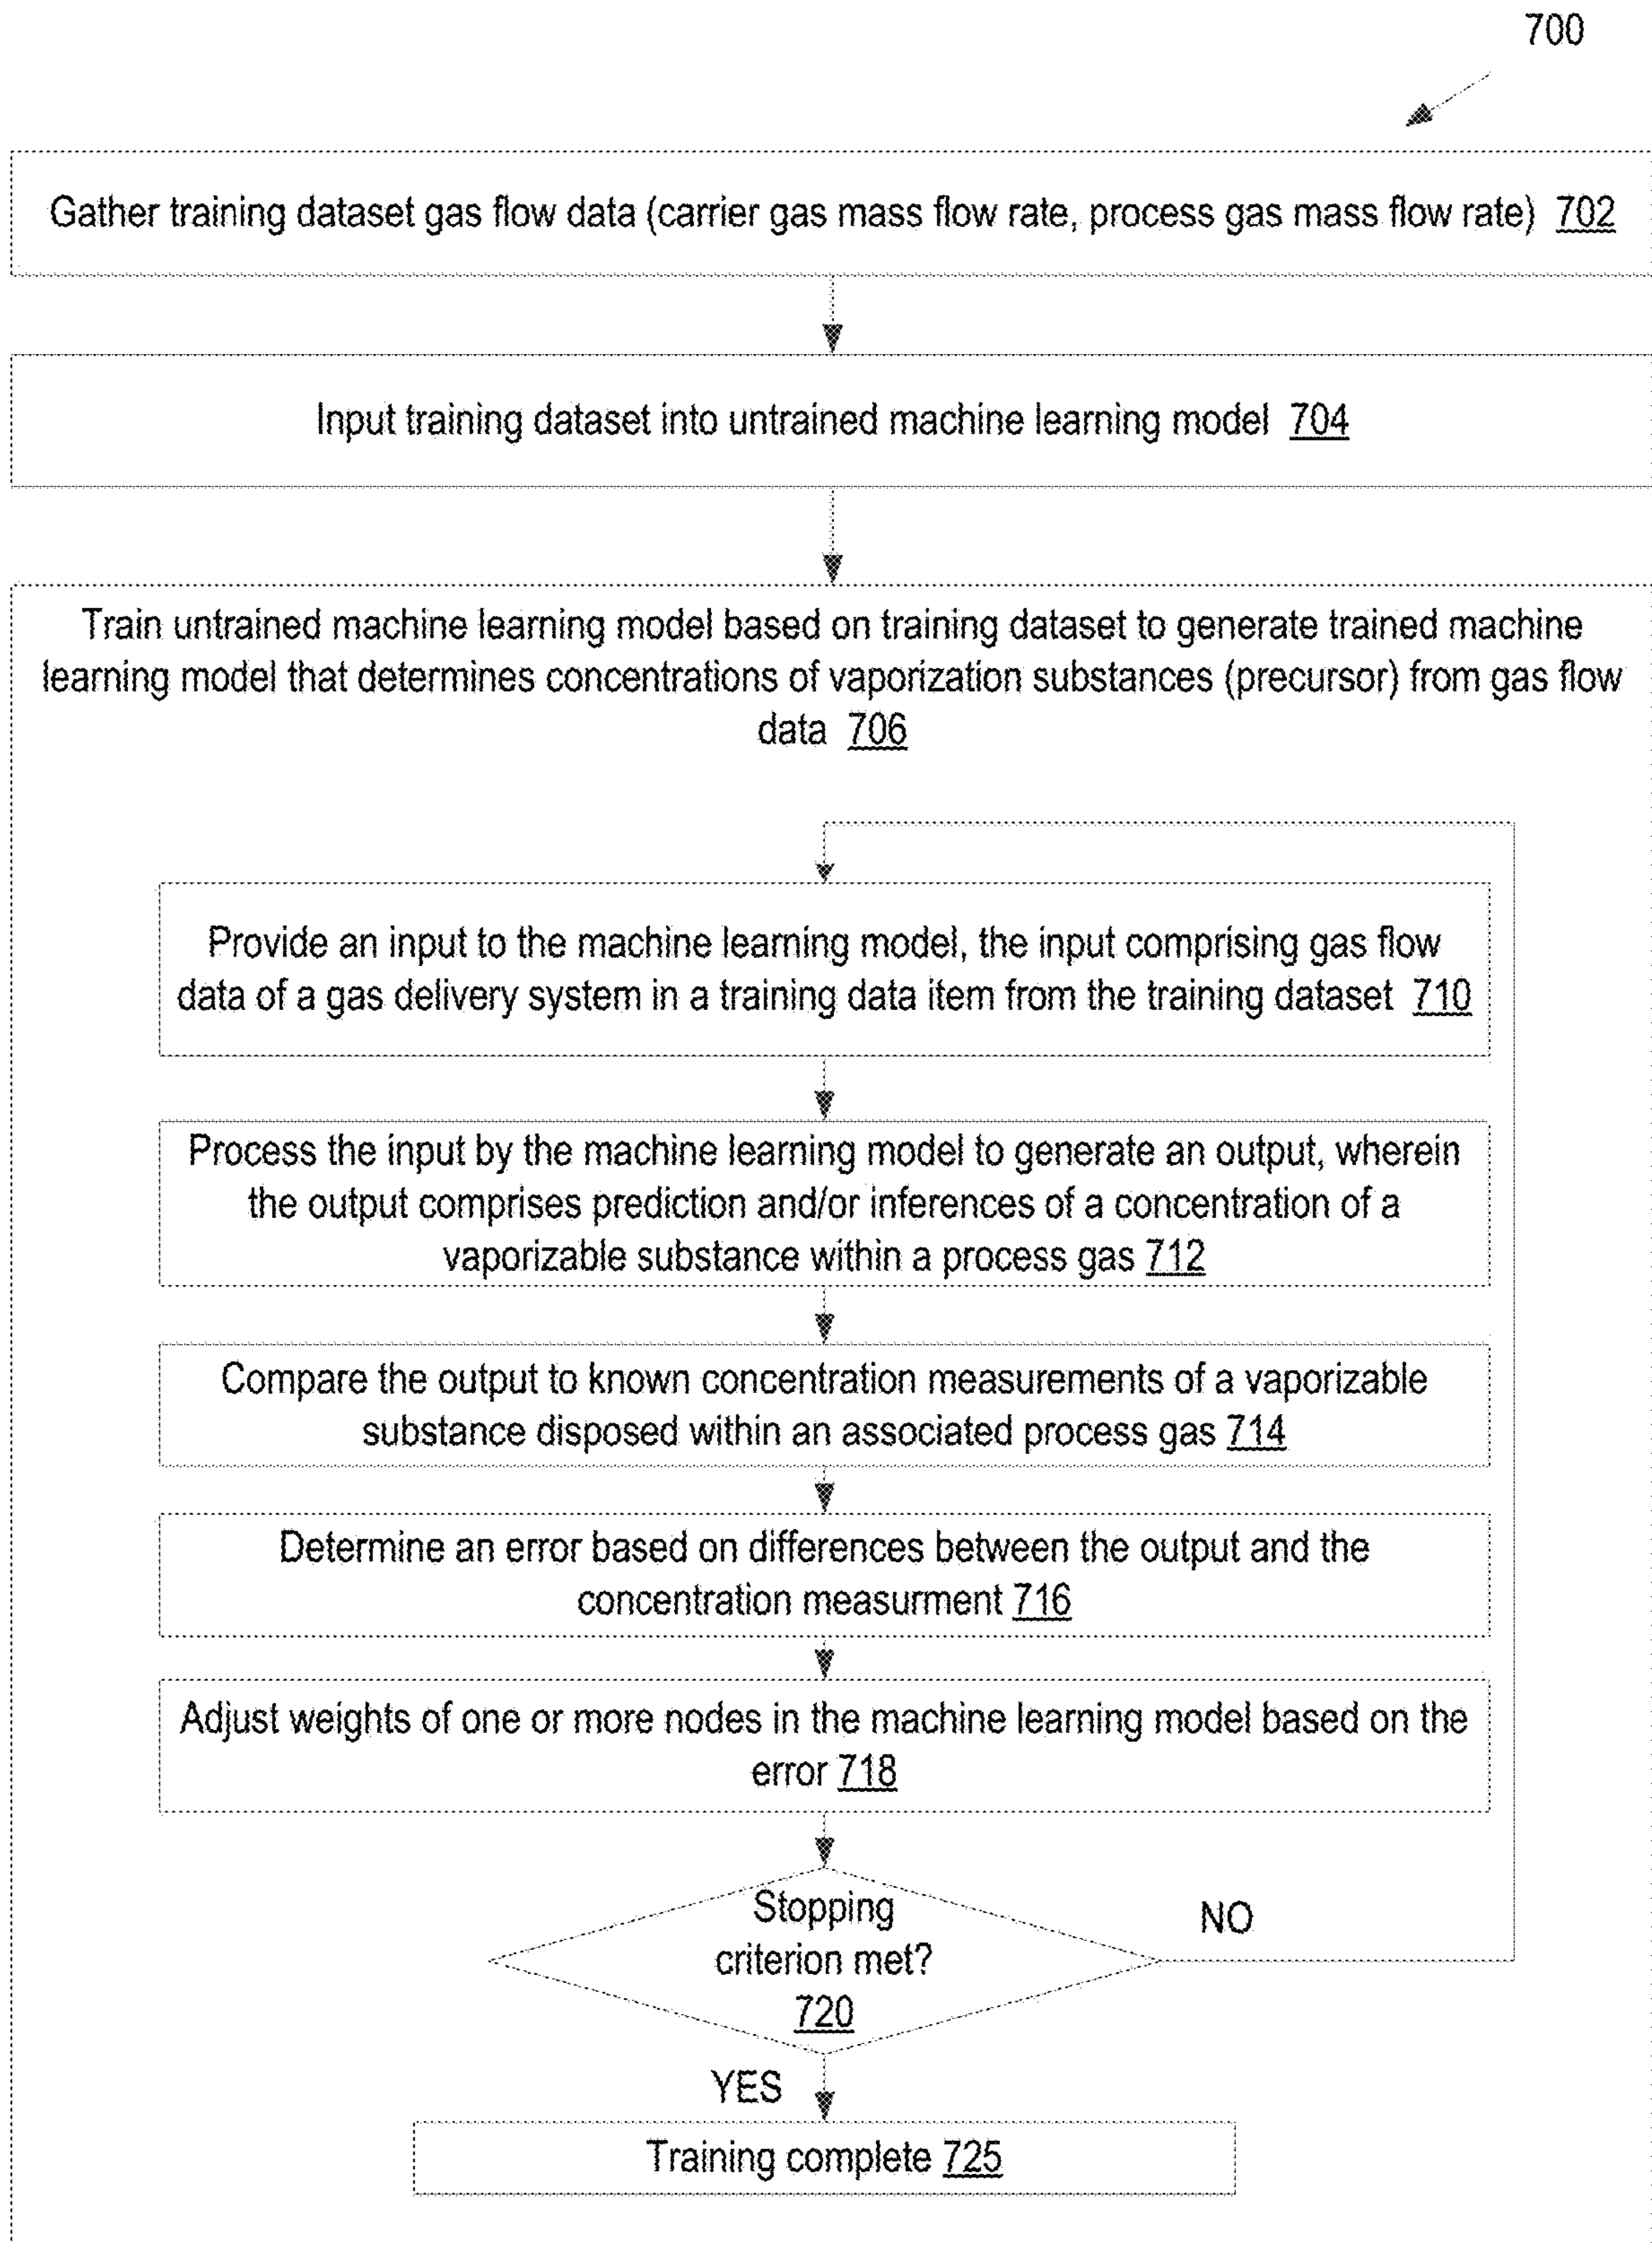 700
Gather training dataset gas flow data (carrier gas mass flow rate, process gas mass flow rate) 702
Input training dataset into untrained machine learning model 704
Train untrained machine learning model based on training dataset to generate trained machine
learning model that determines concentrations of vaporization substances (precursor) from gas flow
data 706
Provide an input to the machine learning model, the input comprising gas flow
data of a gas delivery system in a training data item from the training dataset 710
Process the input by the machine learning model to generate an output, wherein
the output comprises prediction and/or inferences of a concentration of a
vaporizable substance within a process gas 712
Compare the output to known concentration measurements of a vaporizable
substance disposed within an associated process gas 714
Determine an error based on differences between the output and the
concentration measurment 716
Adjust weights of one or more nodes in the machine learning model based on the
error 718
Stopping
criterion met?
720
NO
YES
Training complete 725